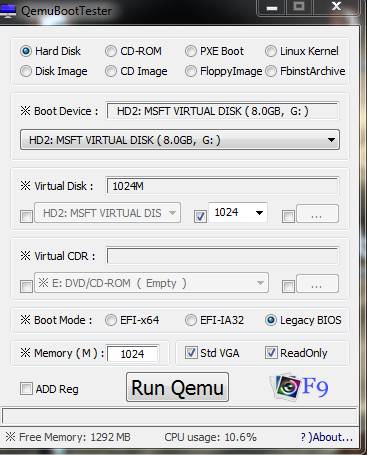 QemuBootTester
Hard Disk CD-ROM PXE Boot Linux Kernel
Disk Image CD Image FloppyImage FbinstArchive
※ Boot Device : HD2: MSFT VIRTUAL DISK ( 8.0GB, G: )
HD2: MSFT VIRTUAL DISK ( 8.0GB, G: )
※ Virtual Disk : 1024M
HD2: MSFT VIRTUAL DIS 1024 ...
※ Virtual CDR :
※ E: DVD/CD-ROM ( Empty ) ...
※ Boot Mode : EFI-x64 EFI-IA32 Legacy BIOS
※ Memory ( M ) : 1024 Std VGA ReadOnly
ADD Reg Run Qemu F9
※ Free Memory: 1292 MB CPU usage: 10.6% ? )About...